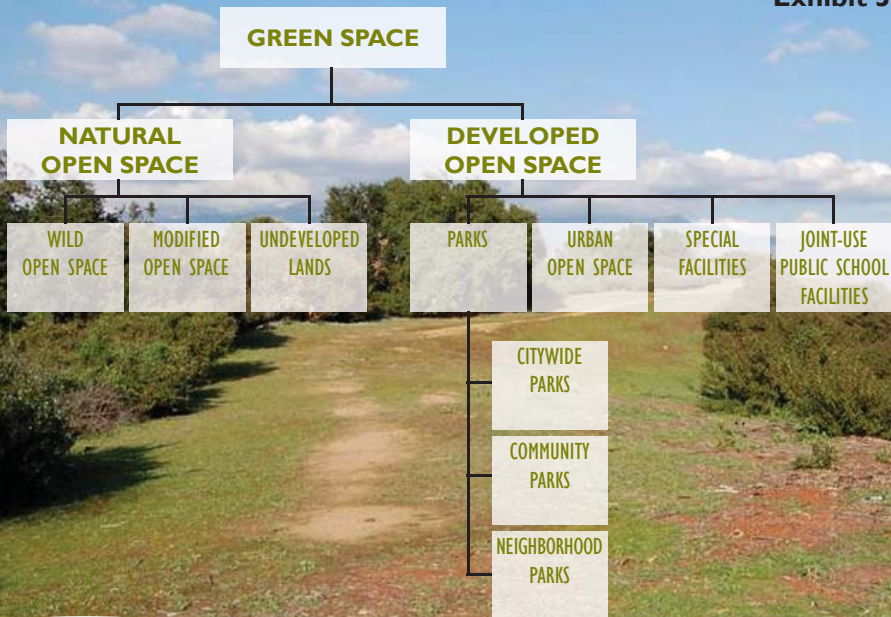 Exhibit 3
GREEN SPACE
NATURAL
OPEN SPACE
DEVELOPED
OPEN SPACE
WILD
OPEN SPACE
MODIFIED
OPEN SPACE
UNDEVELOPED
LANDS
PARKS
URBAN
OPEN SPACE
SPECIAL
FACILITIES
JOINT-USE
PUBLIC SCHOOL
FACILITIES
CITYWIDE
PARKS
COMMUNITY
PARKS
NEIGHBORHOOD
PARKS